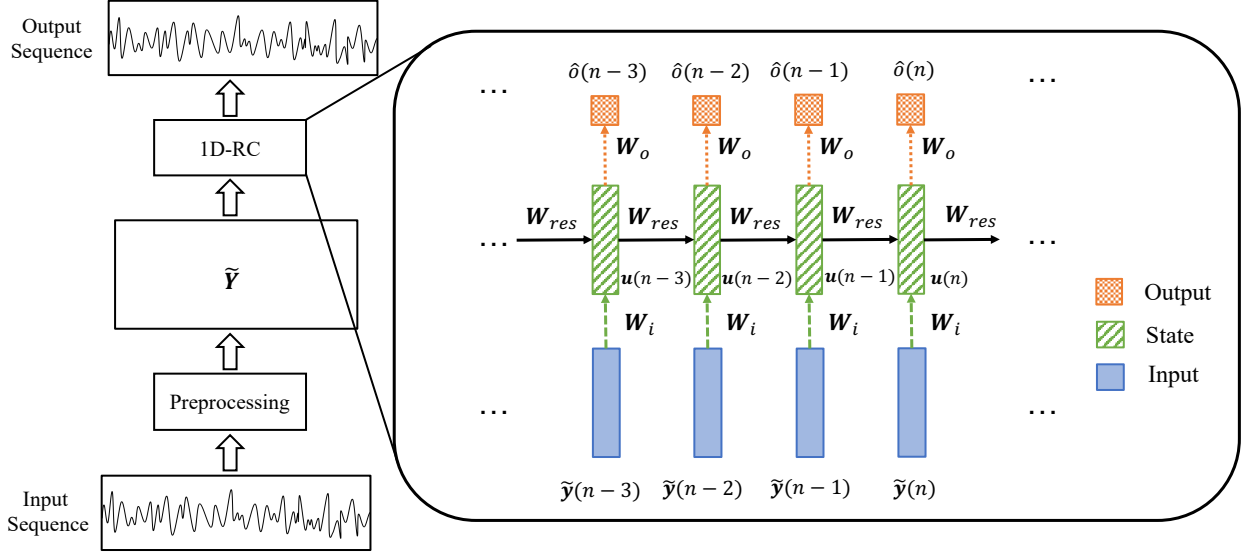 Output
Sequence
1D-RC
Ỹ
Preprocessing
Input
Sequence
... ô(n − 3) ô(n − 2) ô(n − 1) ô(n) ...
W_o W_o W_o W_o
W_res W_res W_res W_res W_res
... ...
u(n−3) u(n−2) u(n−1) u(n)
W_i W_i W_i W_i
... ...
ỹ(n − 3) ỹ(n − 2) ỹ(n − 1) ỹ(n)
Output
State
Input